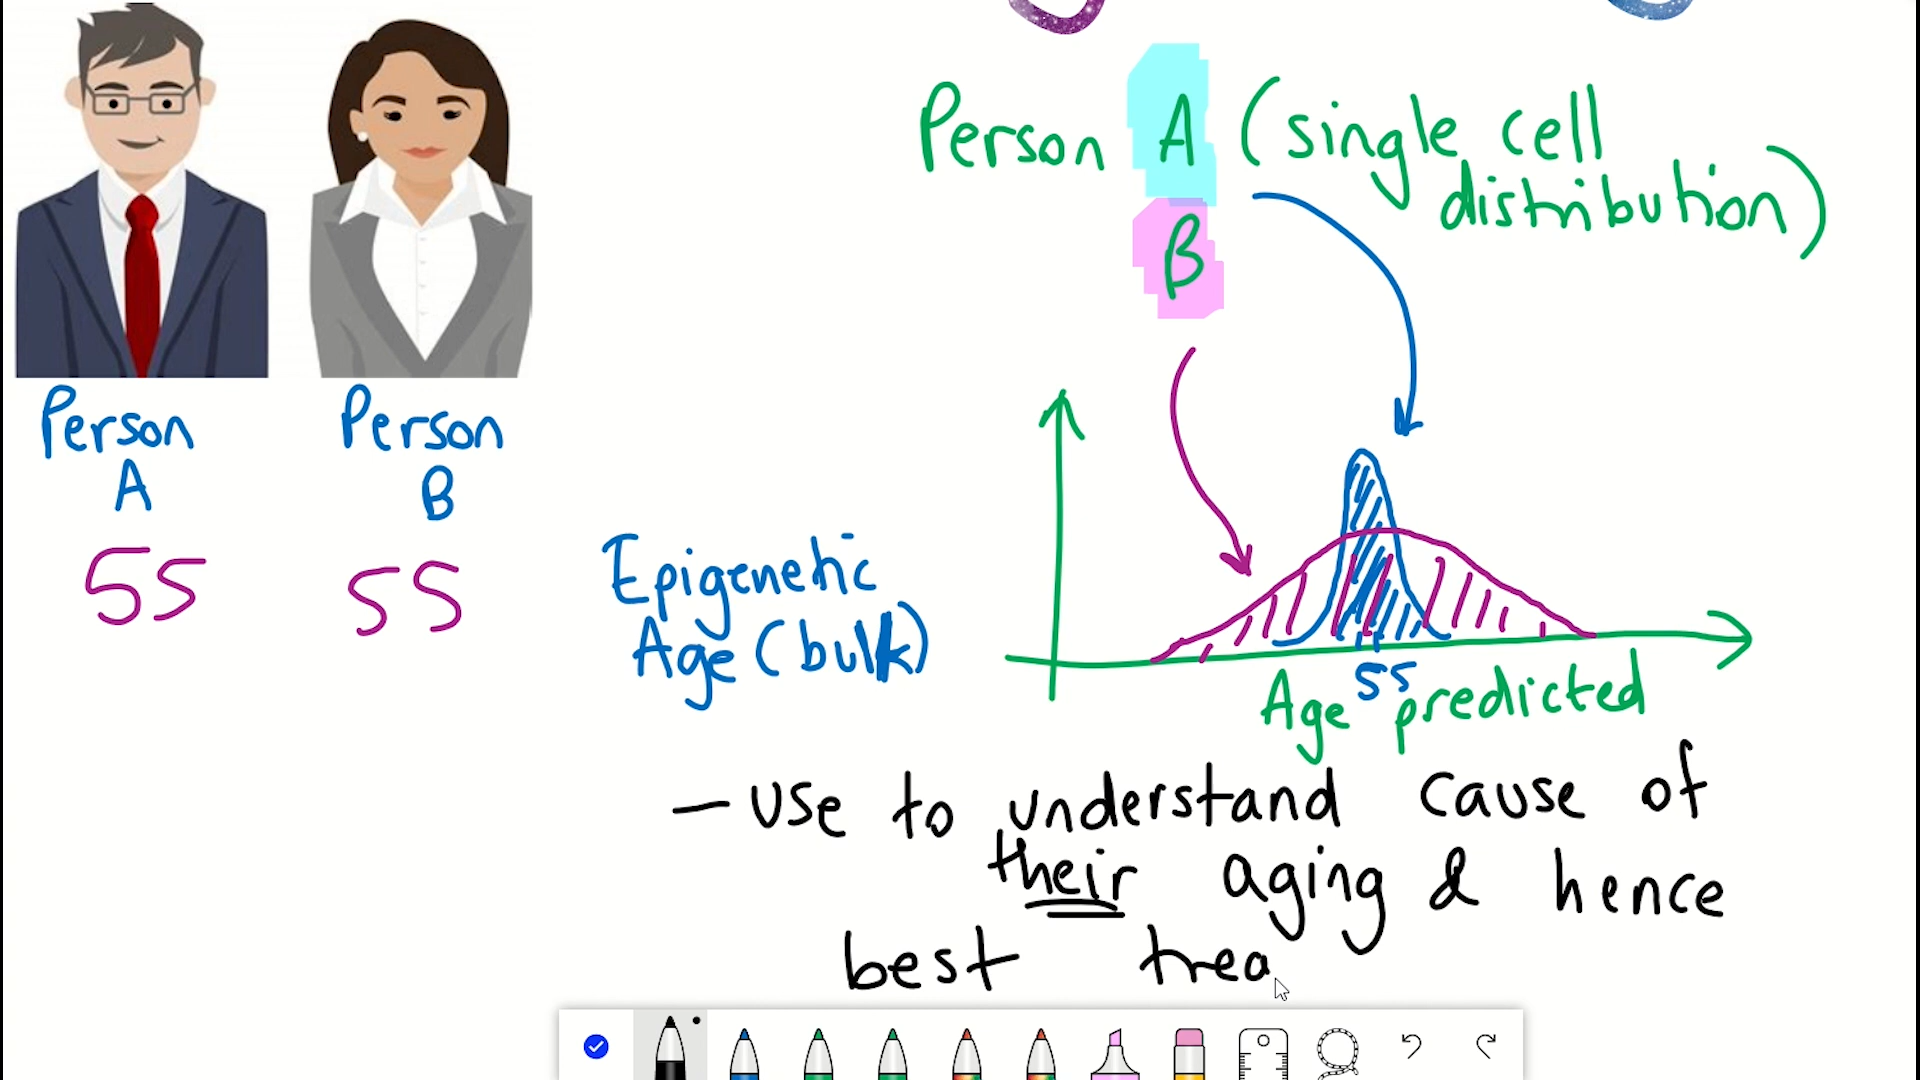 Person A (single cell
distribution)
B
Person
A
Person
B
55
55
Epigenetic
Age (bulk)
55
Age predicted
- use to understand cause of
their aging & hence
best trea